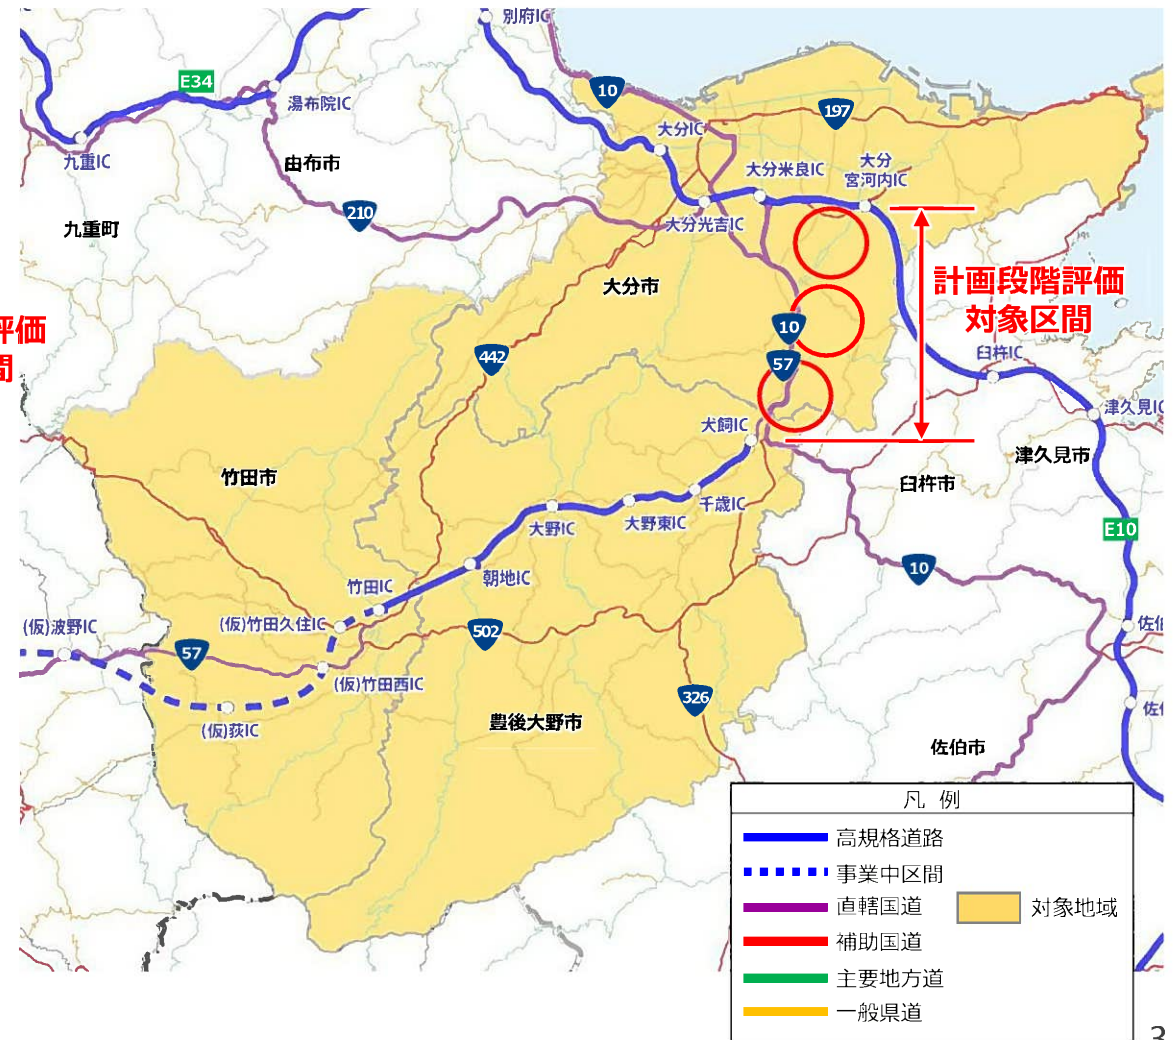 別府IC
E34
10
湯布院IC
197
大分IC
九重IC
由布市
大分米良IC
大分
宮河内IC
210
九重町
大分光吉IC
大分市
計画段階評価
対象区間
評価
間
10
442
57
臼杵IC
津久見IC
犬飼IC
津久見市
竹田市
臼杵市
千歳IC
大野東IC
大野IC
E10
10
朝地IC
竹田IC
(仮)竹田久住IC
(仮)波野IC
502
57
(仮)竹田西IC
326
(仮)荻IC
豊後大野市
佐伯市
凡 例
高規格道路
事業中区間
直轄国道
対象地域
補助国道
主要地方道
一般県道